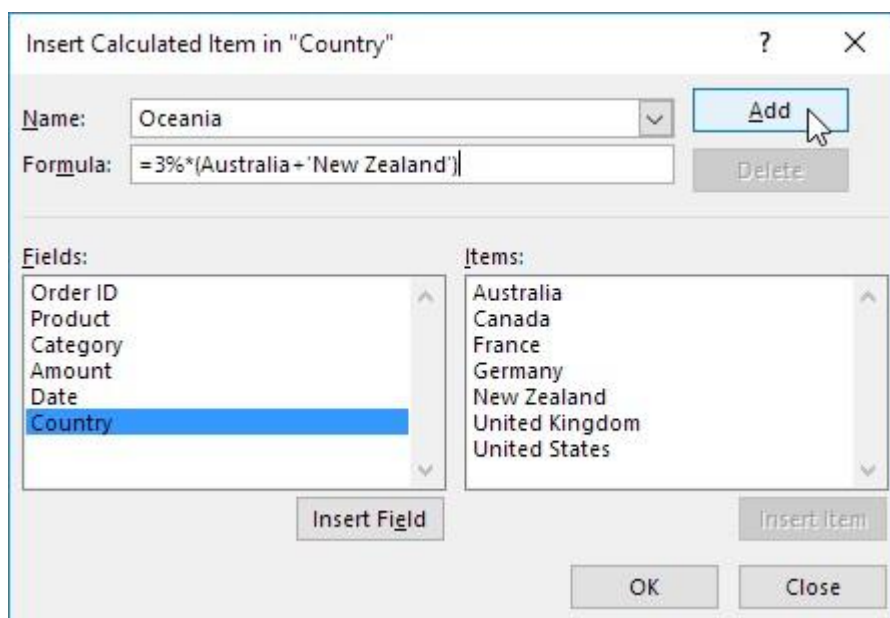 Insert Calculated Item in "Country"
?
Name:
Oceania
Add
Formula:
=3%*(Australia+'New Zealand')
Delete
Fields:
Order ID
Product
Category
Amount
Date
Country
Items:
Australia
Canada
France
Germany
New Zealand
United Kingdom
United States
Insert Field
Insert Item
OK
Close